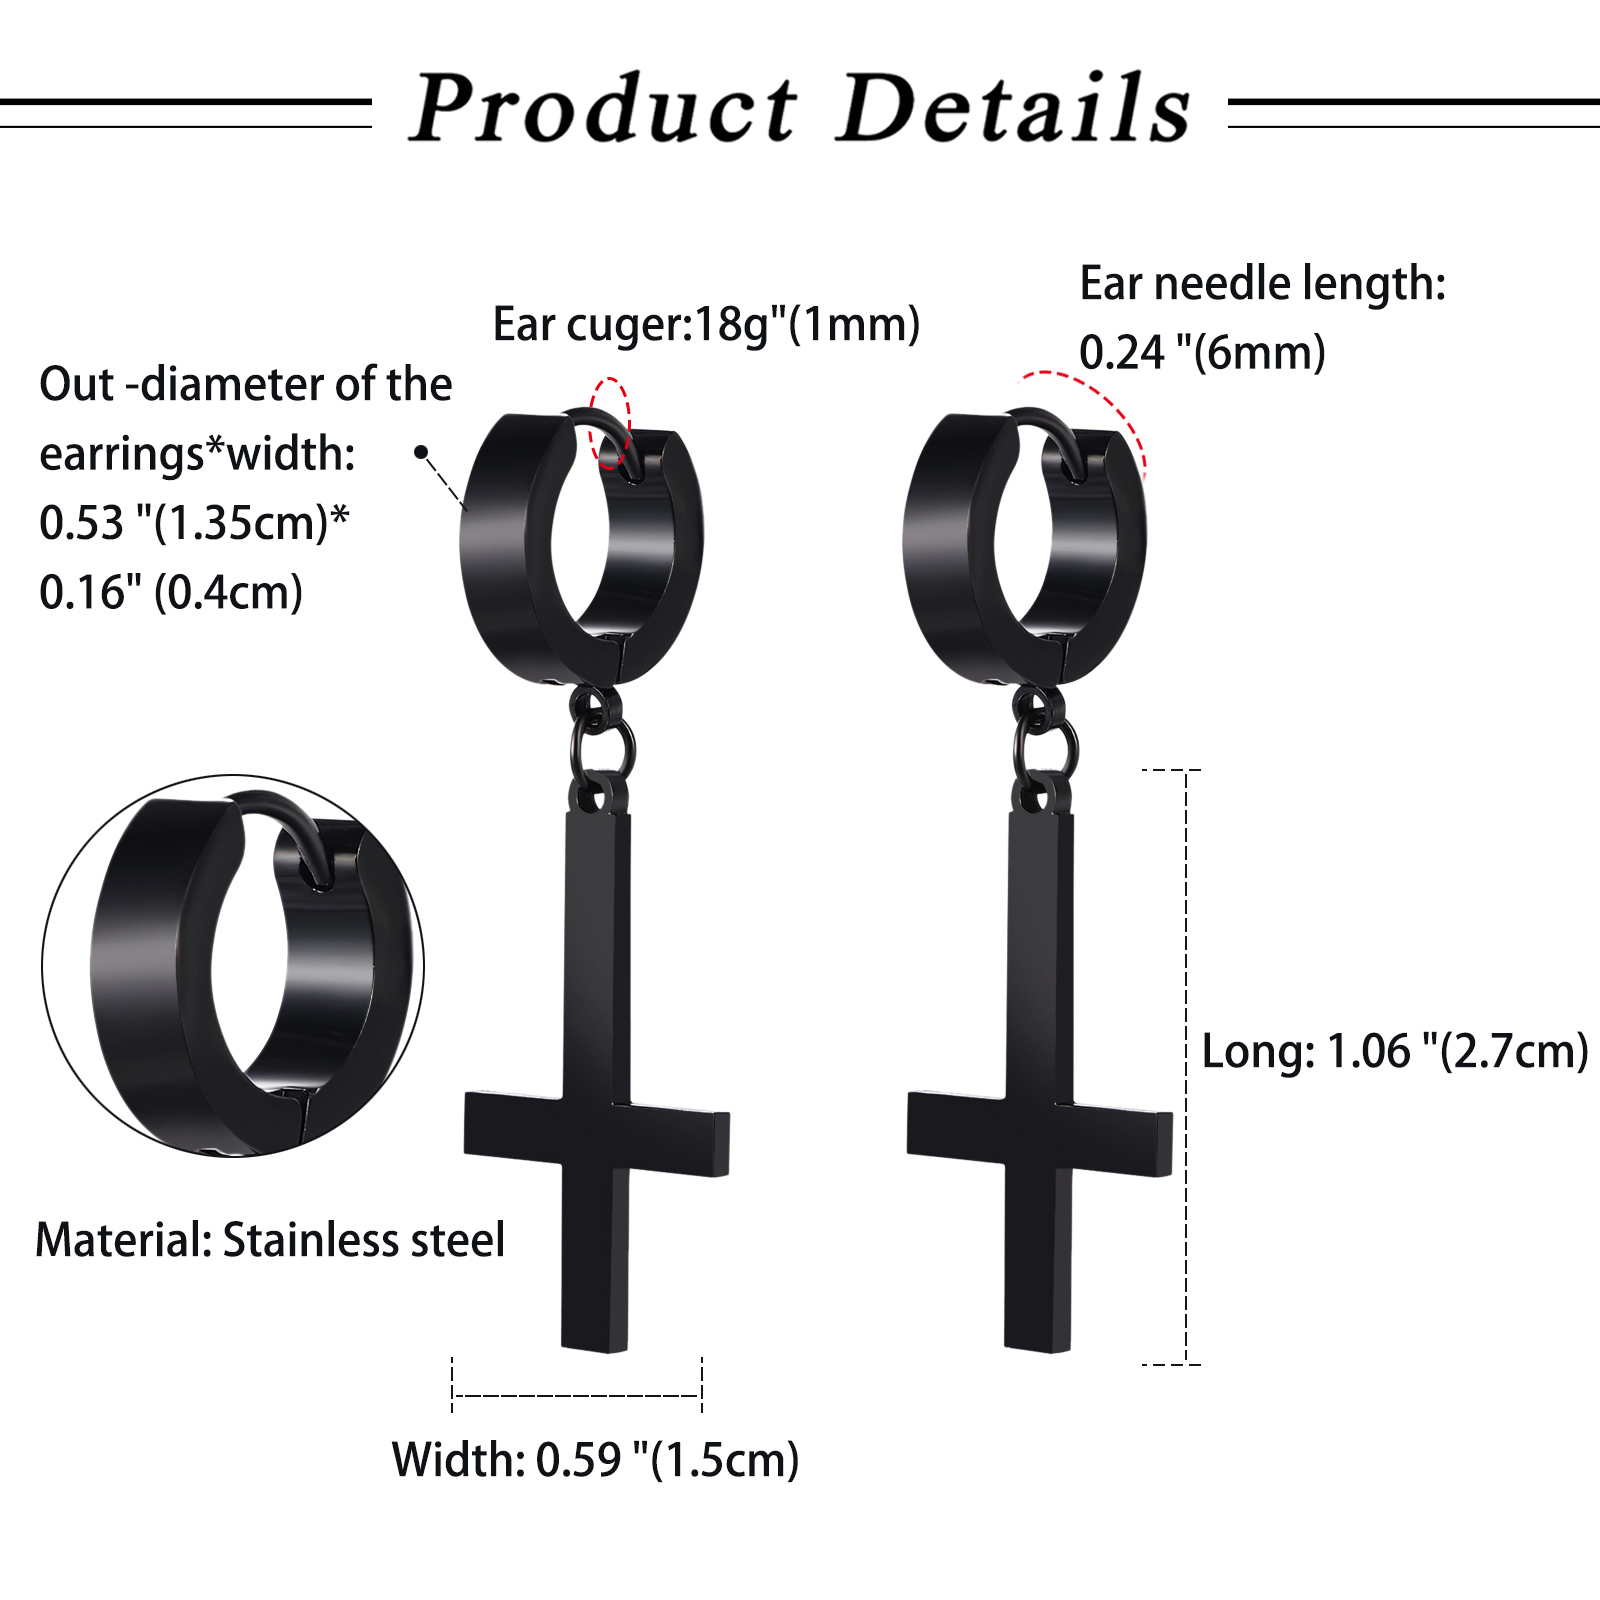 Product Details
Ear needle length:
0.24 "(6mm)
Ear cuger:18g"(1mm)
Out -diameter of the
earrings*width:
0.53 "(1.35cm)*
0.16" (0.4cm)
Long: 1.06 "(2.7cm)
Material: Stainless steel
Width: 0.59 "(1.5cm)